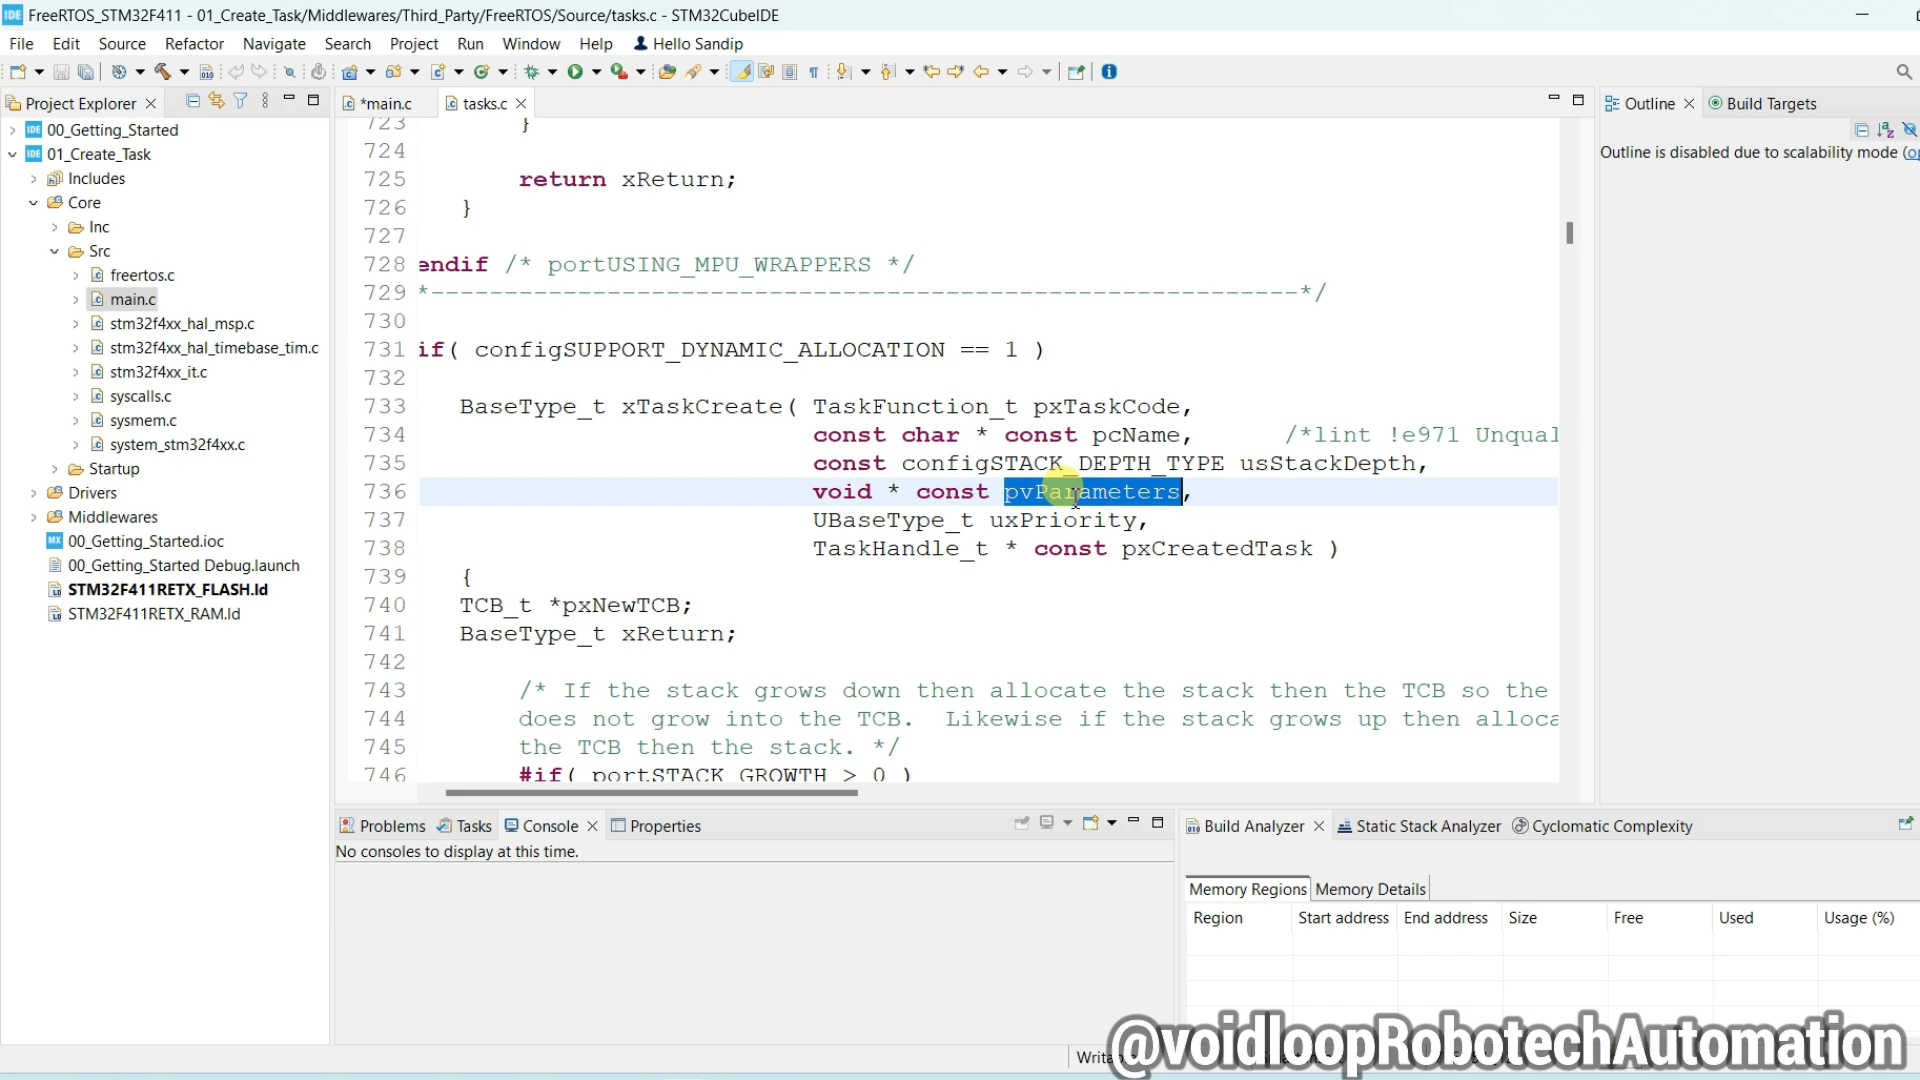 FreeRTOS_STM32F411 - 01_Create_Task/Middlewares/Third_Party/FreeRTOS/Source/tasks.c - STM32CubeIDE
File Edit Source Refactor Navigate Search Project Run Window Help Hello Sandip
Project Explorer
00_Getting_Started
01_Create_Task
Includes
Core
Inc
Src
freertos.c
main.c
stm32f4xx_hal_msp.c
stm32f4xx_hal_timebase_tim.c
stm32f4xx_it.c
syscalls.c
sysmem.c
system_stm32f4xx.c
Startup
Drivers
Middlewares
00_Getting_Started.ioc
00_Getting_Started Debug.launch
STM32F411RETX_FLASH.ld
STM32F411RETX_RAM.ld
*main.c tasks.c
723 }
724
725 return xReturn;
726 }
727
728 endif /* portUSING_MPU_WRAPPERS */
729 *-----------------------------------------------------------*/
730
731 if( configSUPPORT_DYNAMIC_ALLOCATION == 1 )
732
733 BaseType_t xTaskCreate( TaskFunction_t pxTaskCode,
734 const char * const pcName, /*lint !e971 Unqual
735 const configSTACK_DEPTH_TYPE usStackDepth,
736 void * const pvParameters,
737 UBaseType_t uxPriority,
738 TaskHandle_t * const pxCreatedTask )
739 {
740 TCB_t *pxNewTCB;
741 BaseType_t xReturn;
742
743 /* If the stack grows down then allocate the stack then the TCB so the
744 does not grow into the TCB. Likewise if the stack grows up then alloca
745 the TCB then the stack. */
746 #if( portSTACK_GROWTH > 0 )
Outline Build Targets
Outline is disabled due to scalability mode (op
Problems Tasks Console Properties
No consoles to display at this time.
Build Analyzer Static Stack Analyzer Cyclomatic Complexity
Memory Regions Memory Details
Region Start address End address Size Free Used Usage (%)
@voidloopRobotechAutomation